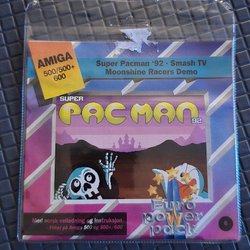 AMIGA
500/500+
600
Super Pacman '92 - Smash TV
Moonshine Racers Demo
SUPER
PAC MAN
92
Med norsk veiledning og instruksjon.
Virker på Amiga 500 og 500+, 600
Euro
power
pack